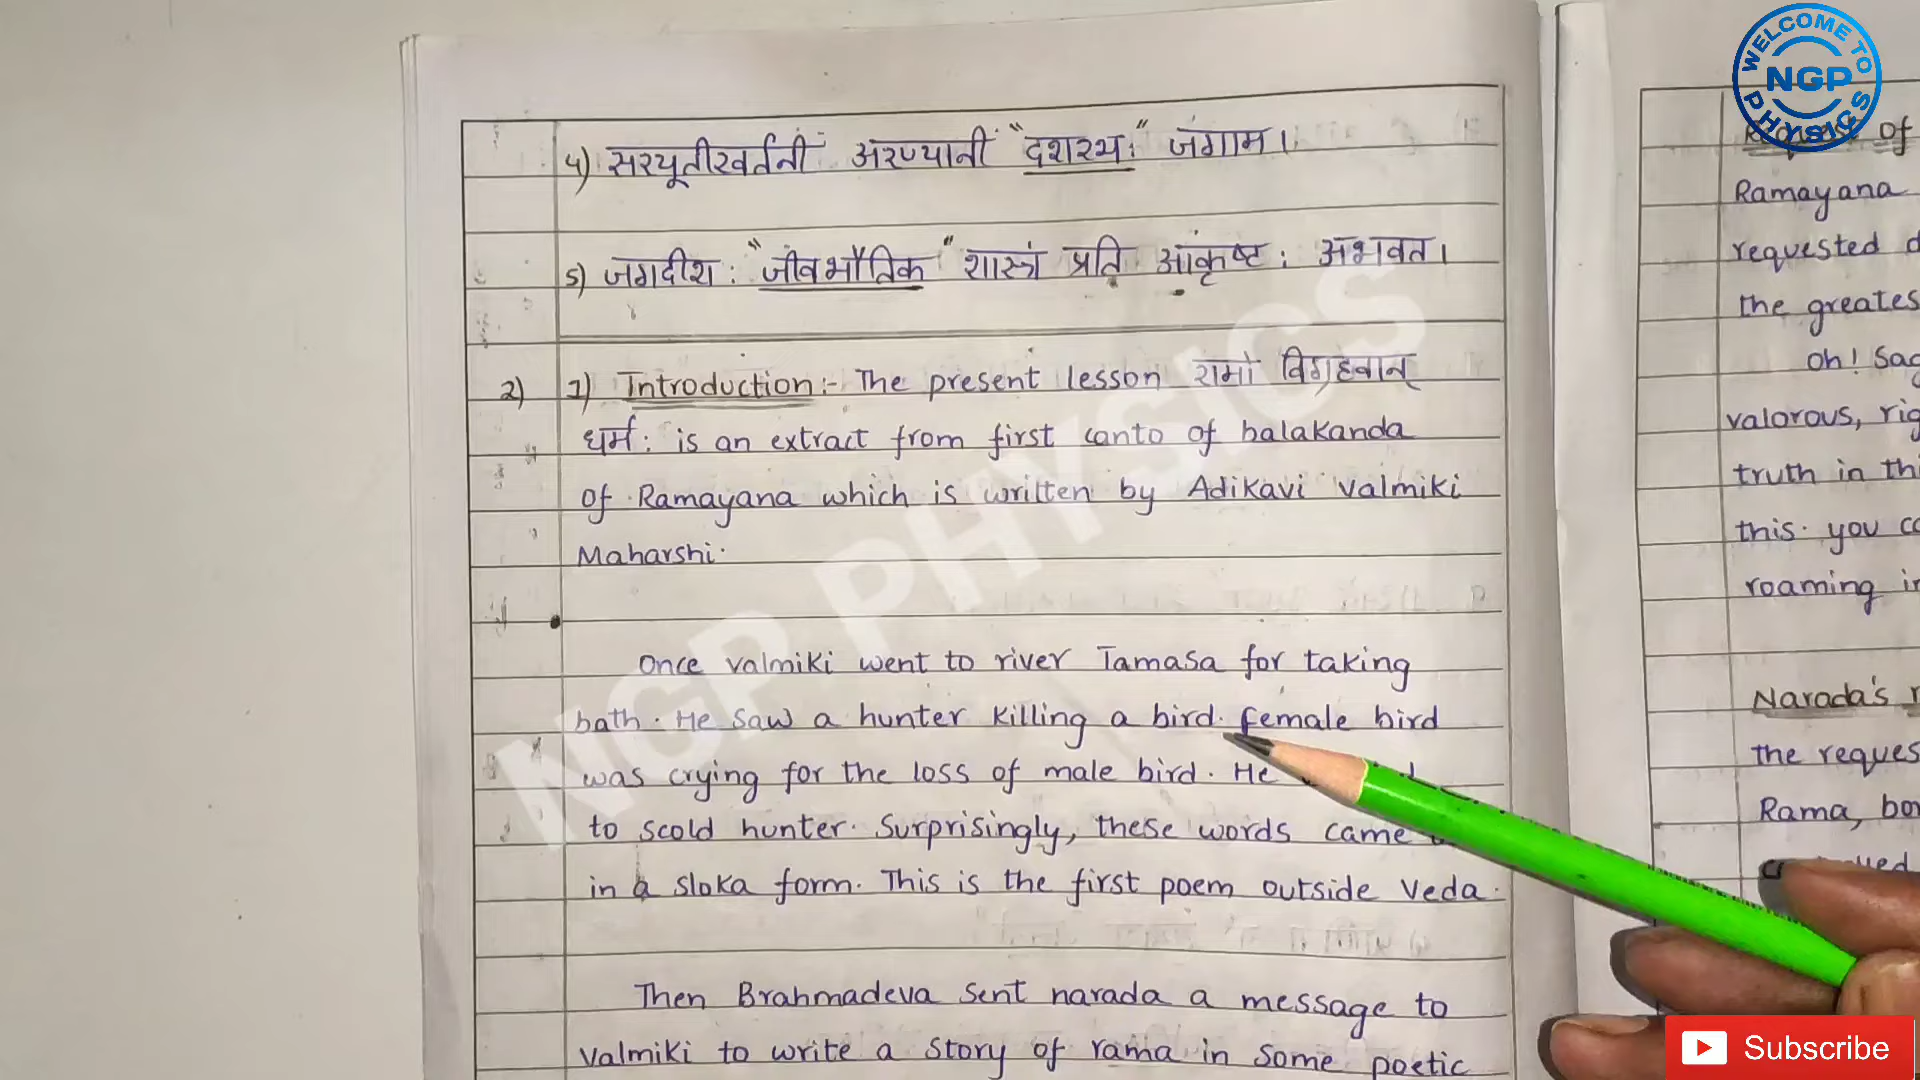 4) सरयूतीरवर्तनीं अरण्यानीं "दशरथः" जगाम।
5) जगदीशः "जीवभौतिक" शास्त्रं प्रति आकृष्टः अभवत।
2) 1) Introduction:- The present lesson रामो विग्रहवान्
धर्मः is an extract from first canto of balakanda
of Ramayana which is written by Adikavi valmiki
Maharshi.
Once valmiki went to river Tamasa for taking
bath. He saw a hunter killing a bird. female bird
was crying for the loss of male bird. He
to scold hunter. Surprisingly, these words came
in a sloka form. This is the first poem outside veda.
Then Brahmadeva sent narada a message to
valmiki to write a story of rama in some poetic
Request of
Ramayana
requested
the greates
oh! Sag
valorous, rig
truth in thi
this. you
roaming
Narada's
the reques
Rama, bo
WELCOME TO
NGP
PHYSICS
NGP PHYSICS
Subscribe